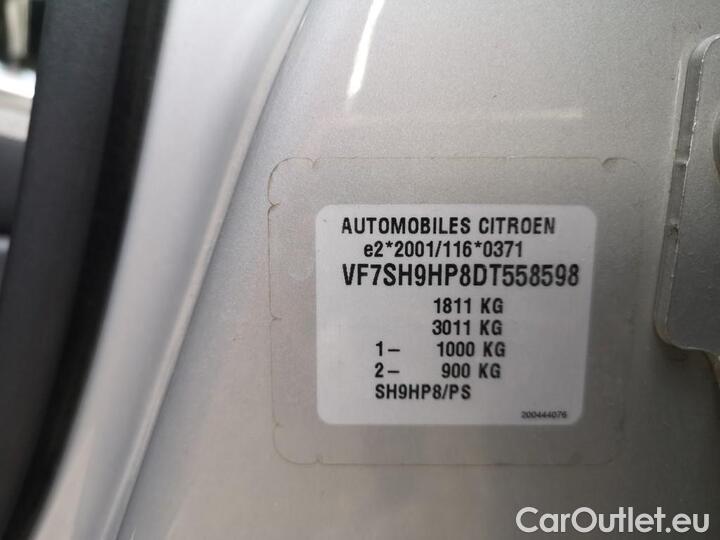 AUTOMOBILES CITROEN
e2*2001/116*0371
VF7SH9HP8DT558598
1811 KG
3011 KG
1– 1000 KG
2– 900 KG
SH9HP8/PS
200444076
CarOutlet.eu